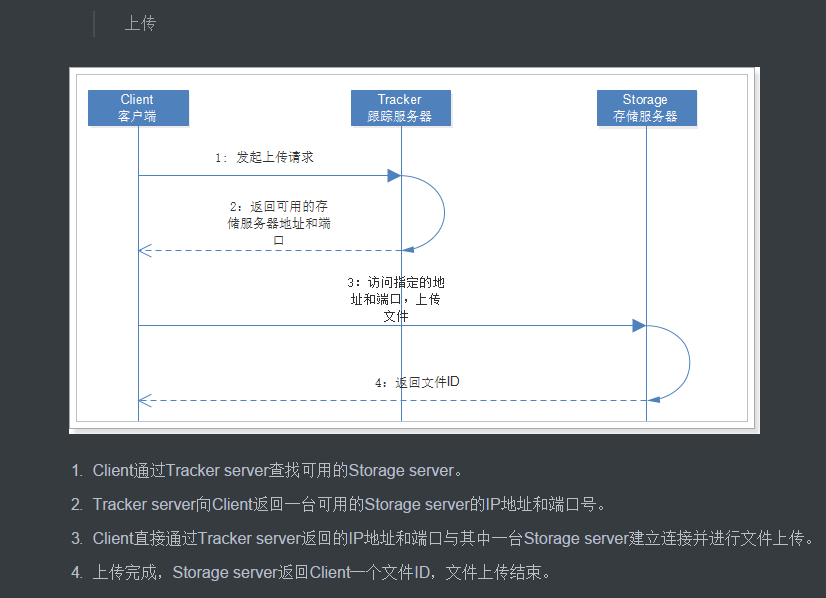 上传
Client
客户端
Tracker
跟踪服务器
Storage
存储服务器
1: 发起上传请求
2：返回可用的存
储服务器地址和端
口
3：访问指定的地
址和端口，上传
文件
4：返回文件ID
1. Client通过Tracker server查找可用的Storage server。
2. Tracker server向Client返回一台可用的Storage server的IP地址和端口号。
3. Client直接通过Tracker server返回的IP地址和端口与其中一台Storage server建立连接并进行文件上传。
4. 上传完成，Storage server返回Client一个文件ID，文件上传结束。